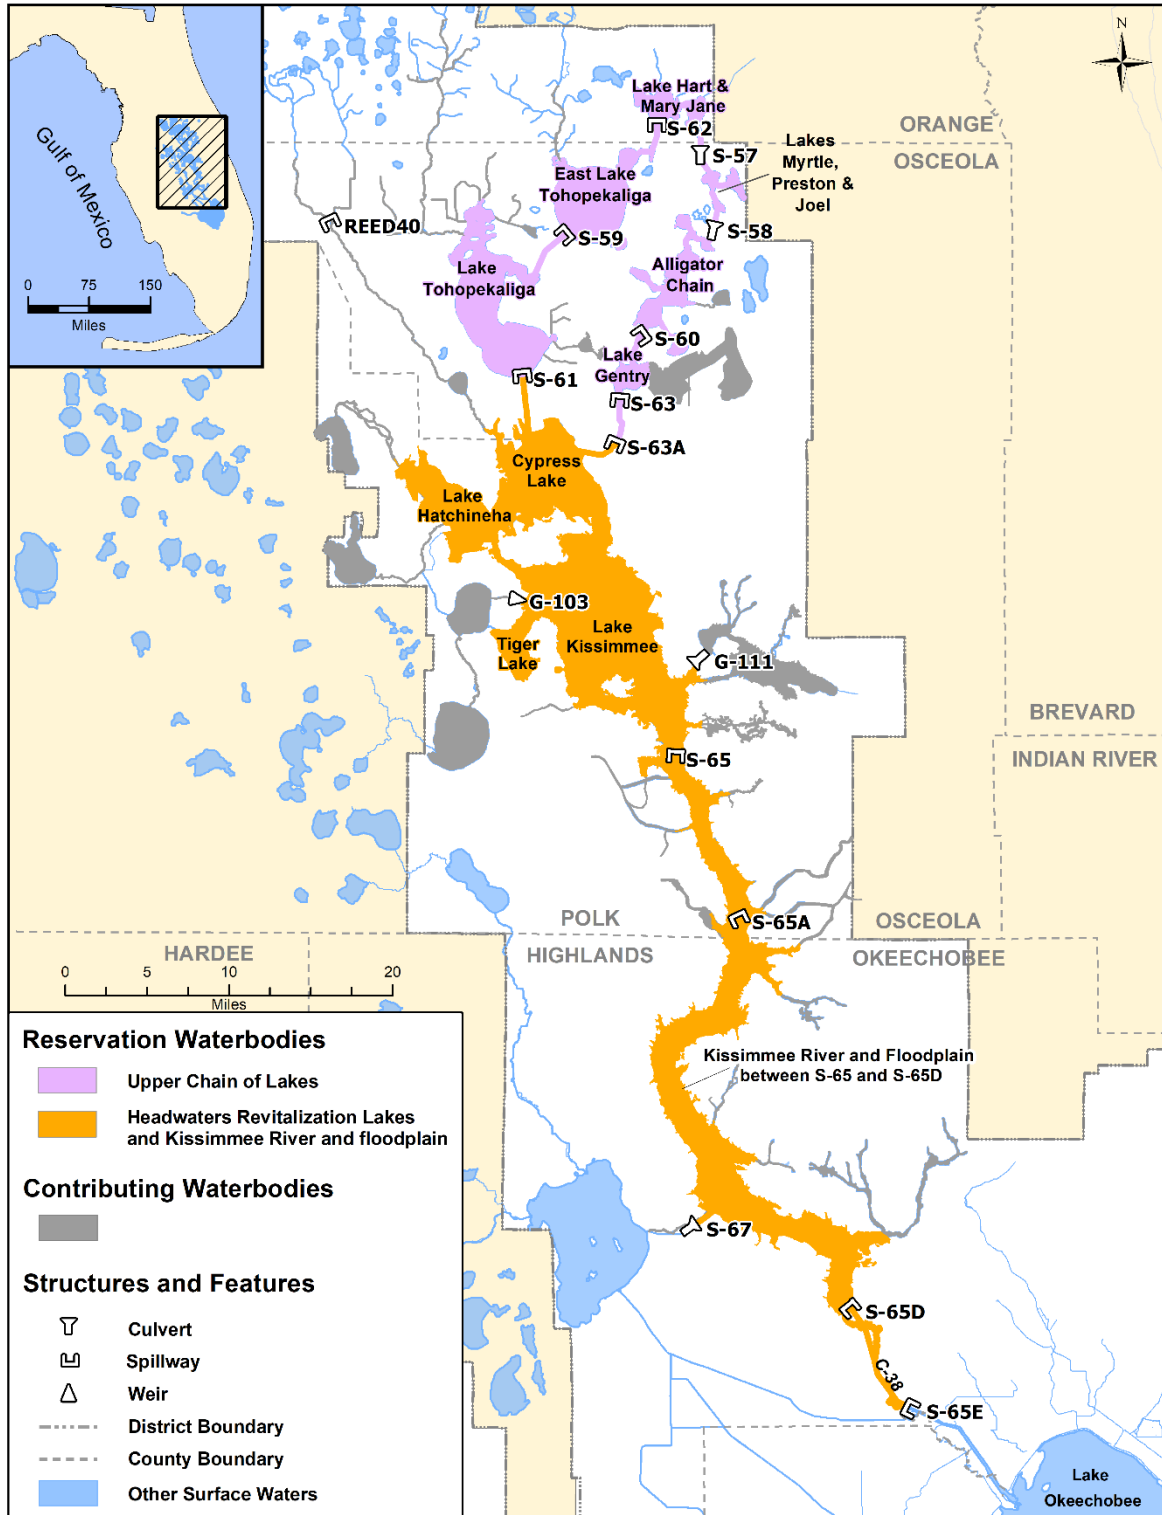 Gulf of Mexico
0 75 150
Miles
N
Lake Hart &
Mary Jane
S-62
ORANGE
OSCEOLA
S-57
Lakes
Myrtle,
Preston &
Joel
East Lake
Tohopekaliga
REED40
S-59
S-58
Lake
Tohopekaliga
Alligator
Chain
S-60
Lake
Gentry
S-61
S-63
S-63A
Cypress
Lake
Lake
Hatchineha
G-103
Lake
Kissimmee
Tiger
Lake
G-111
BREVARD
INDIAN RIVER
S-65
S-65A
POLK
HIGHLANDS
OSCEOLA
OKEECHOBEE
HARDEE
0 5 10 20
Miles
Kissimmee River and Floodplain
between S-65 and S-65D
S-67
S-65D
C-38
S-65E
Lake
Okeechobee
Reservation Waterbodies
Upper Chain of Lakes
Headwaters Revitalization Lakes
and Kissimmee River and floodplain
Contributing Waterbodies
Structures and Features
Culvert
Spillway
Weir
District Boundary
County Boundary
Other Surface Waters